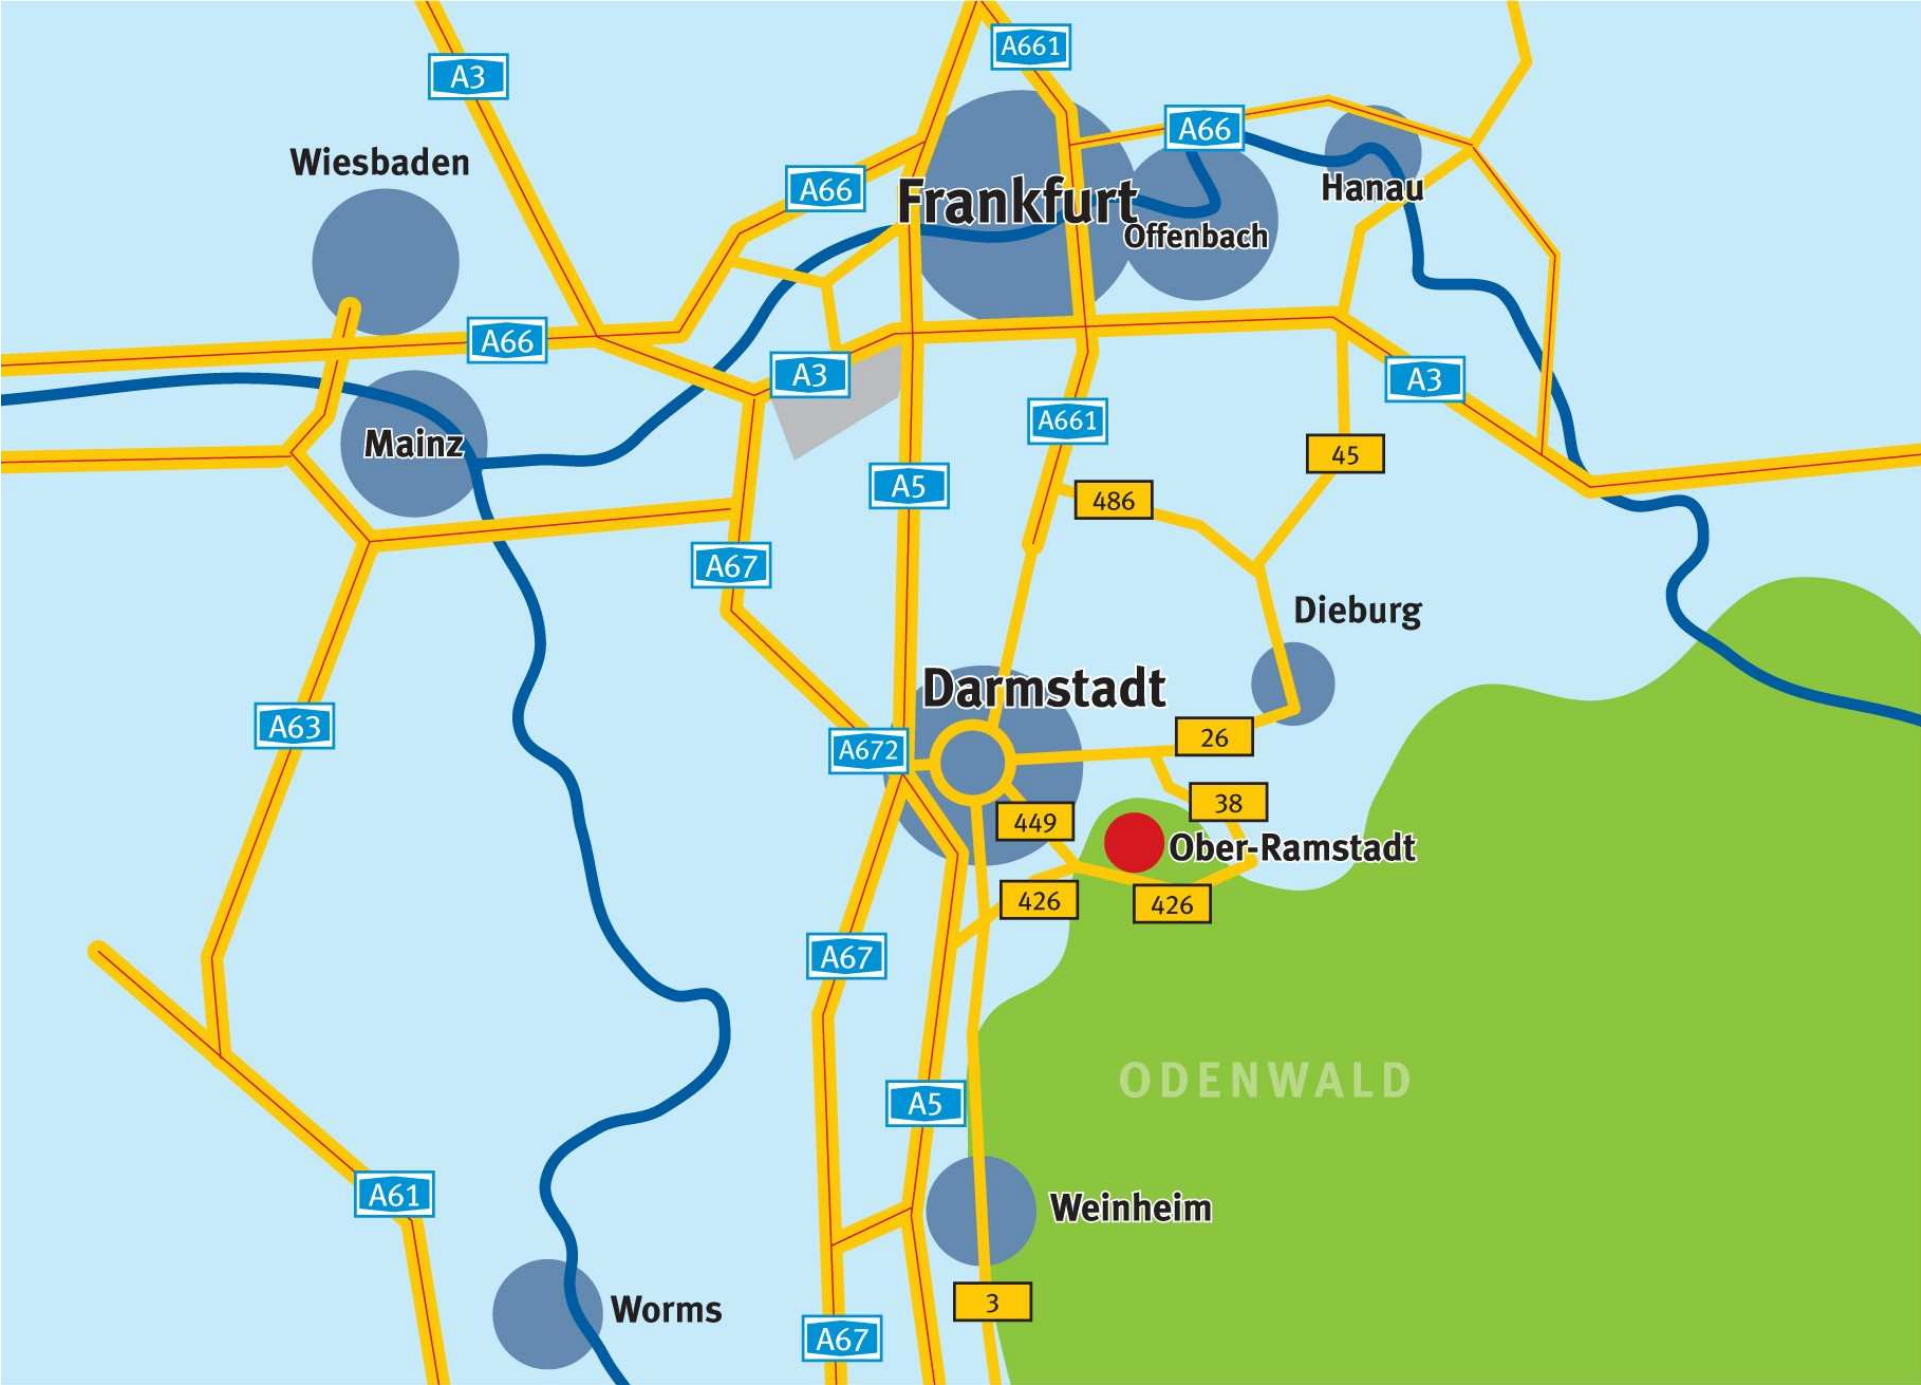 A661
A3
A66
Wiesbaden
A66
Hanau
Frankfurt
Offenbach
A66
A3
A3
A661
Mainz
45
A5
486
A67
Dieburg
Darmstadt
A63
26
A672
38
449
Ober-Ramstadt
426
426
A67
ODENWALD
A5
A61
Weinheim
3
Worms
A67